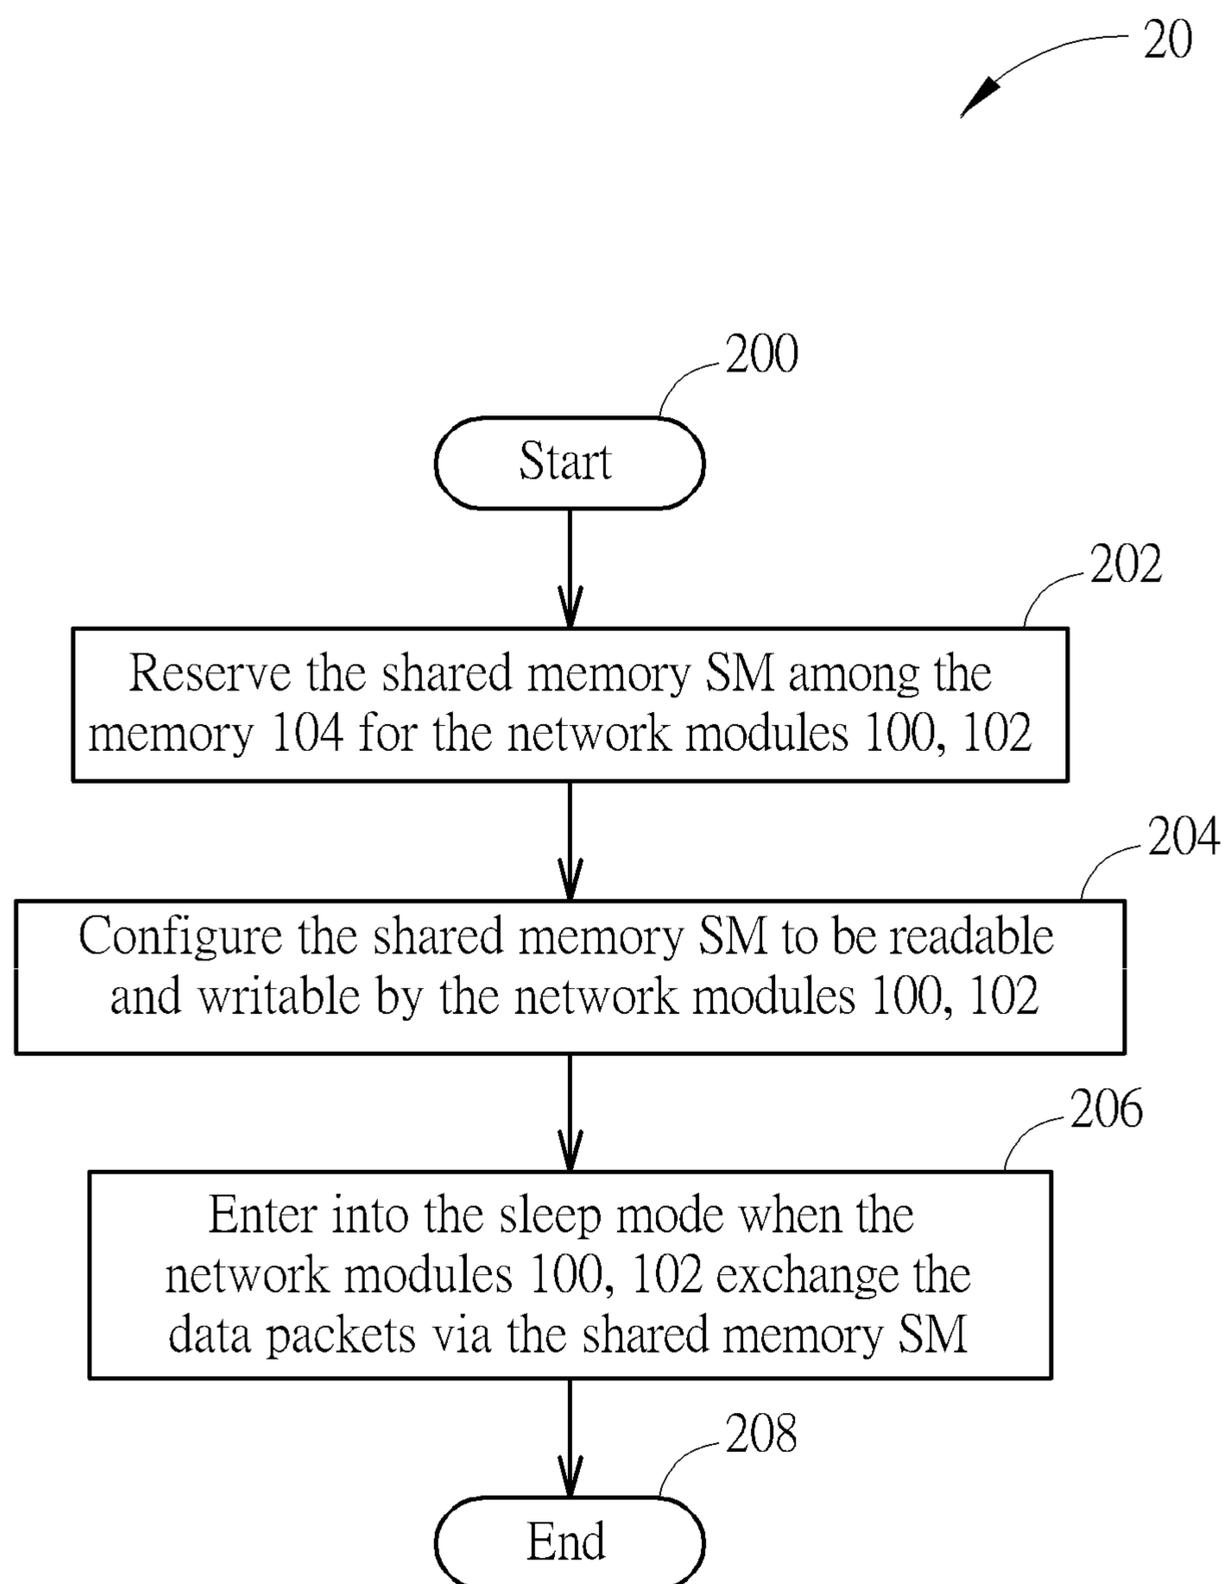 20
200
Start
202
Reserve the shared memory SM among the
memory 104 for the network modules 100, 102
204
Configure the shared memory SM to be readable
and writable by the network modules 100, 102
206
Enter into the sleep mode when the
network modules 100, 102 exchange the
data packets via the shared memory SM
208
End